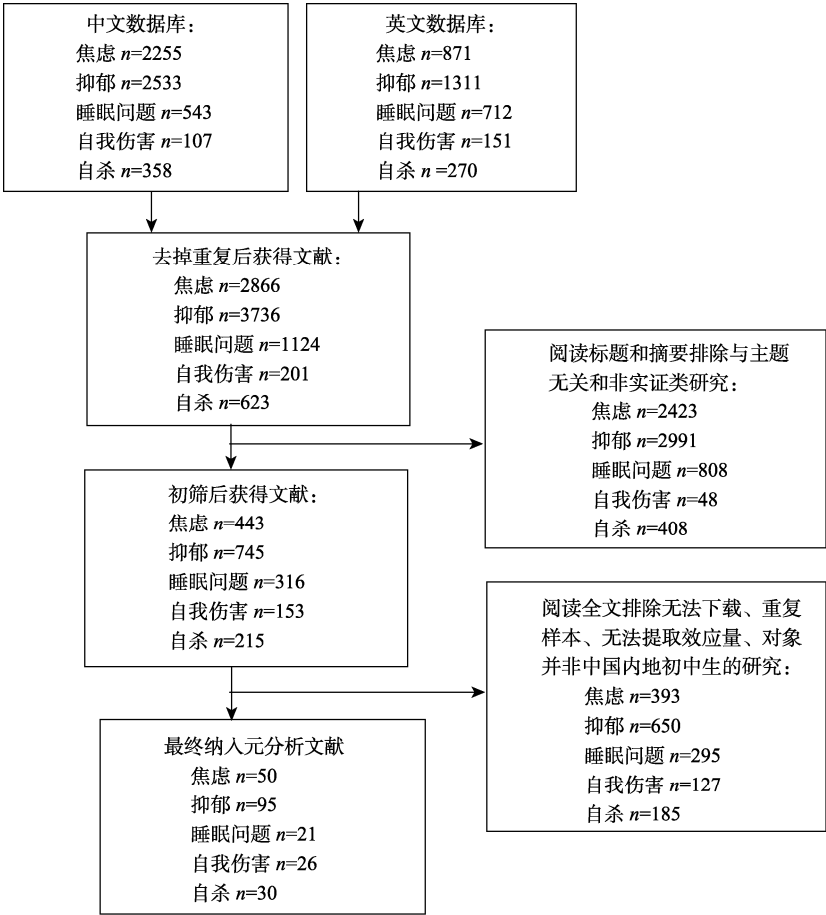 中文数据库：
焦虑 n=2255
抑郁 n=2533
睡眠问题 n=543
自我伤害 n=107
自杀 n=358
英文数据库：
焦虑 n=871
抑郁 n=1311
睡眠问题 n=712
自我伤害 n=151
自杀 n =270
去掉重复后获得文献：
焦虑 n=2866
抑郁 n=3736
睡眠问题 n=1124
自我伤害 n=201
自杀 n=623
阅读标题和摘要排除与主题
无关和非实证类研究：
焦虑 n=2423
抑郁 n=2991
睡眠问题 n=808
自我伤害 n=48
自杀 n=408
初筛后获得文献：
焦虑 n=443
抑郁 n=745
睡眠问题 n=316
自我伤害 n=153
自杀 n=215
阅读全文排除无法下载、重复
样本、无法提取效应量、对象
并非中国内地初中生的研究：
焦虑 n=393
抑郁 n=650
睡眠问题 n=295
自我伤害 n=127
自杀 n=185
最终纳入元分析文献
焦虑 n=50
抑郁 n=95
睡眠问题 n=21
自我伤害 n=26
自杀 n=30